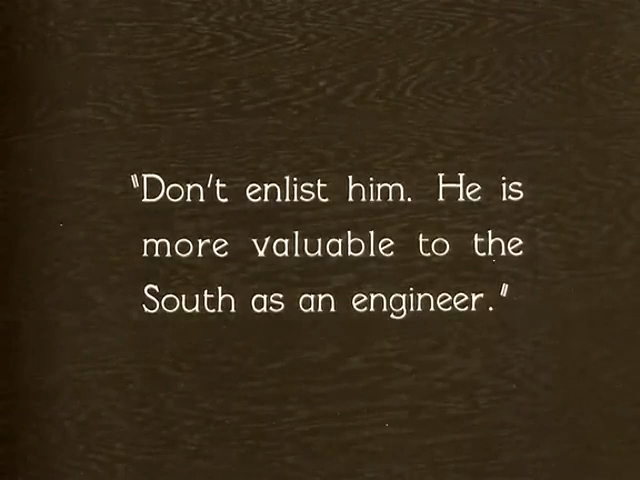 "Don't enlist him. He is
more valuable to the
South as an engineer."